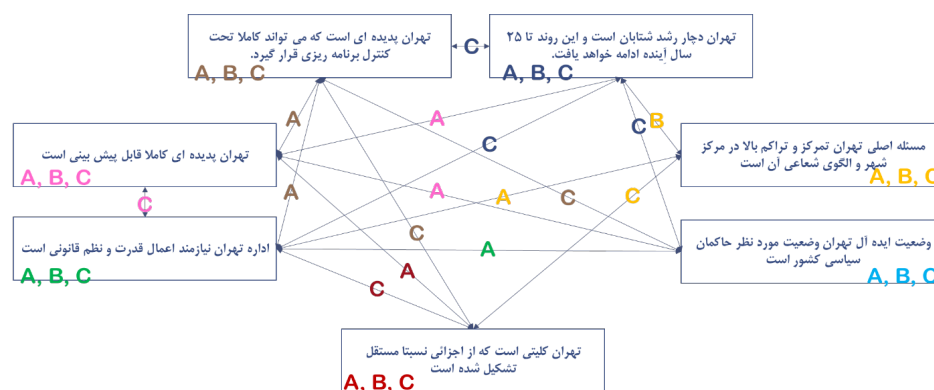 تهران پدیده ای است که می تواند کاملا تحت
کنترل برنامه ریزی قرار گیرد.
A, B, C
C
تهران دچار رشد شتابان است و این روند تا ۲۵
سال آینده ادامه خواهد یافت.
A, B, C
A
A
C
B
C
تهران پدیده ای کاملا قابل پیش بینی است
A, B, C
مسئله اصلی تهران تمرکز و تراکم بالا در مرکز
شهر و الگوی شعاعی آن است
A, B, C
C
A
A
A
C
C
اداره تهران نیازمند اعمال قدرت و نظم قانونی است
A, B, C
C
A
وضعیت ایده آل تهران وضعیت مورد نظر حاکمان
سیاسی کشور است
A, B, C
A
C
تهران کلیتی است که از اجزائی نسبتا مستقل
تشکیل شده است
A, B, C